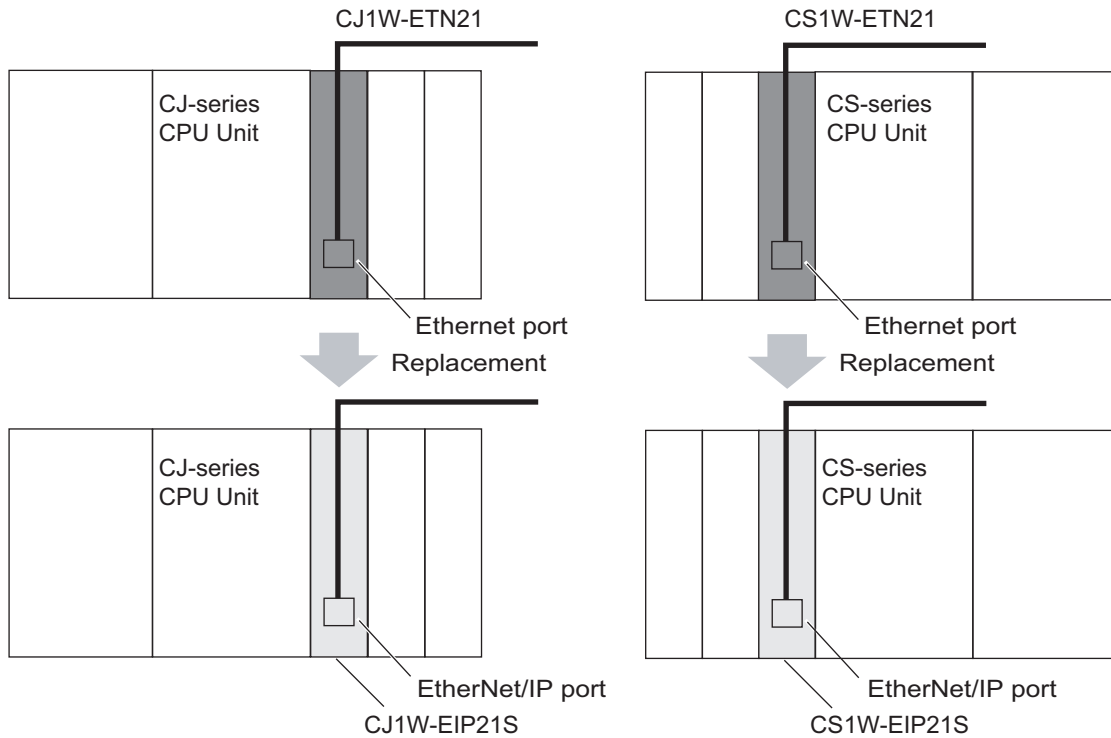 CJ1W-ETN21
CS1W-ETN21
CJ-series
CPU Unit
CS-series
CPU Unit
Ethernet port
Ethernet port
Replacement
Replacement
CJ-series
CPU Unit
CS-series
CPU Unit
EtherNet/IP port
EtherNet/IP port
CJ1W-EIP21S
CS1W-EIP21S